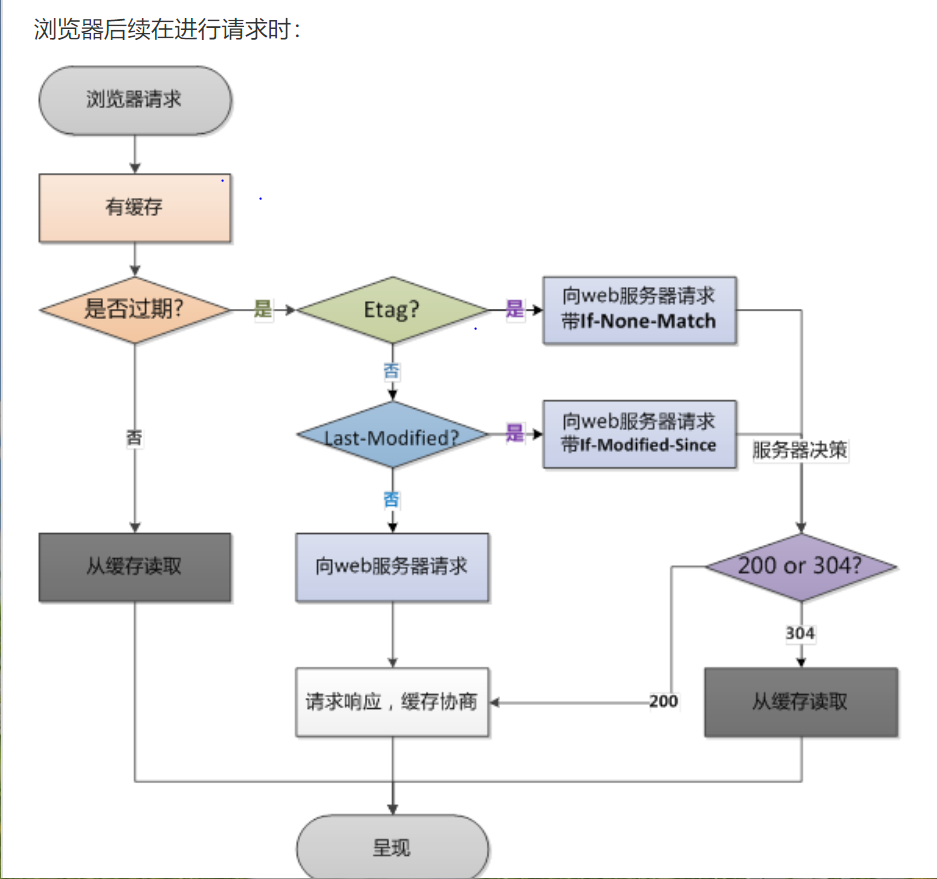 浏览器后续在进行请求时：
浏览器请求
有缓存
是否过期?
是
Etag?
是
向web服务器请求
带If-None-Match
否
否
Last-Modified?
是
向web服务器请求
带If-Modified-Since
服务器决策
否
从缓存读取
向web服务器请求
200 or 304?
304
请求响应，缓存协商
200
从缓存读取
呈现